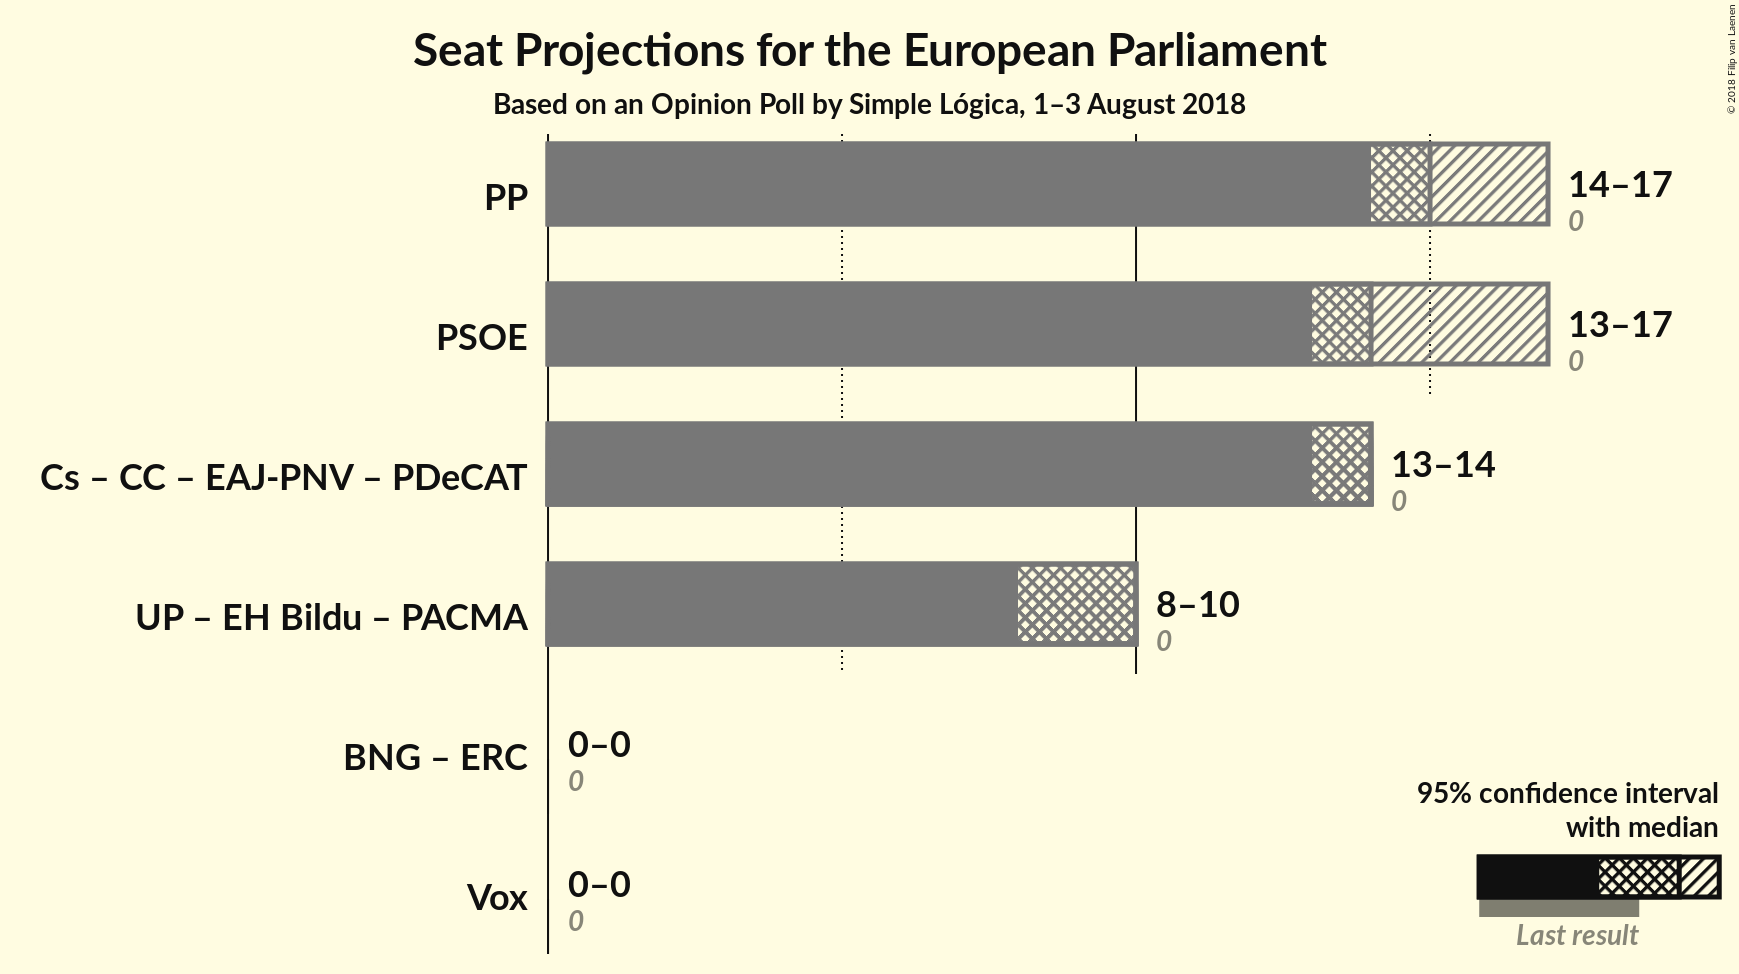 Seat Projections for the European Parliament
Based on an Opinion Poll by Simple Lógica, 1–3 August 2018
© 2018 Filip van Laenen
PP
14–17
0
PSOE
13–17
0
Cs – CC – EAJ-PNV – PDeCAT
13–14
0
UP – EH Bildu – PACMA
8–10
0
BNG – ERC
0–0
0
Vox
0–0
0
95% confidence interval
with median
Last result